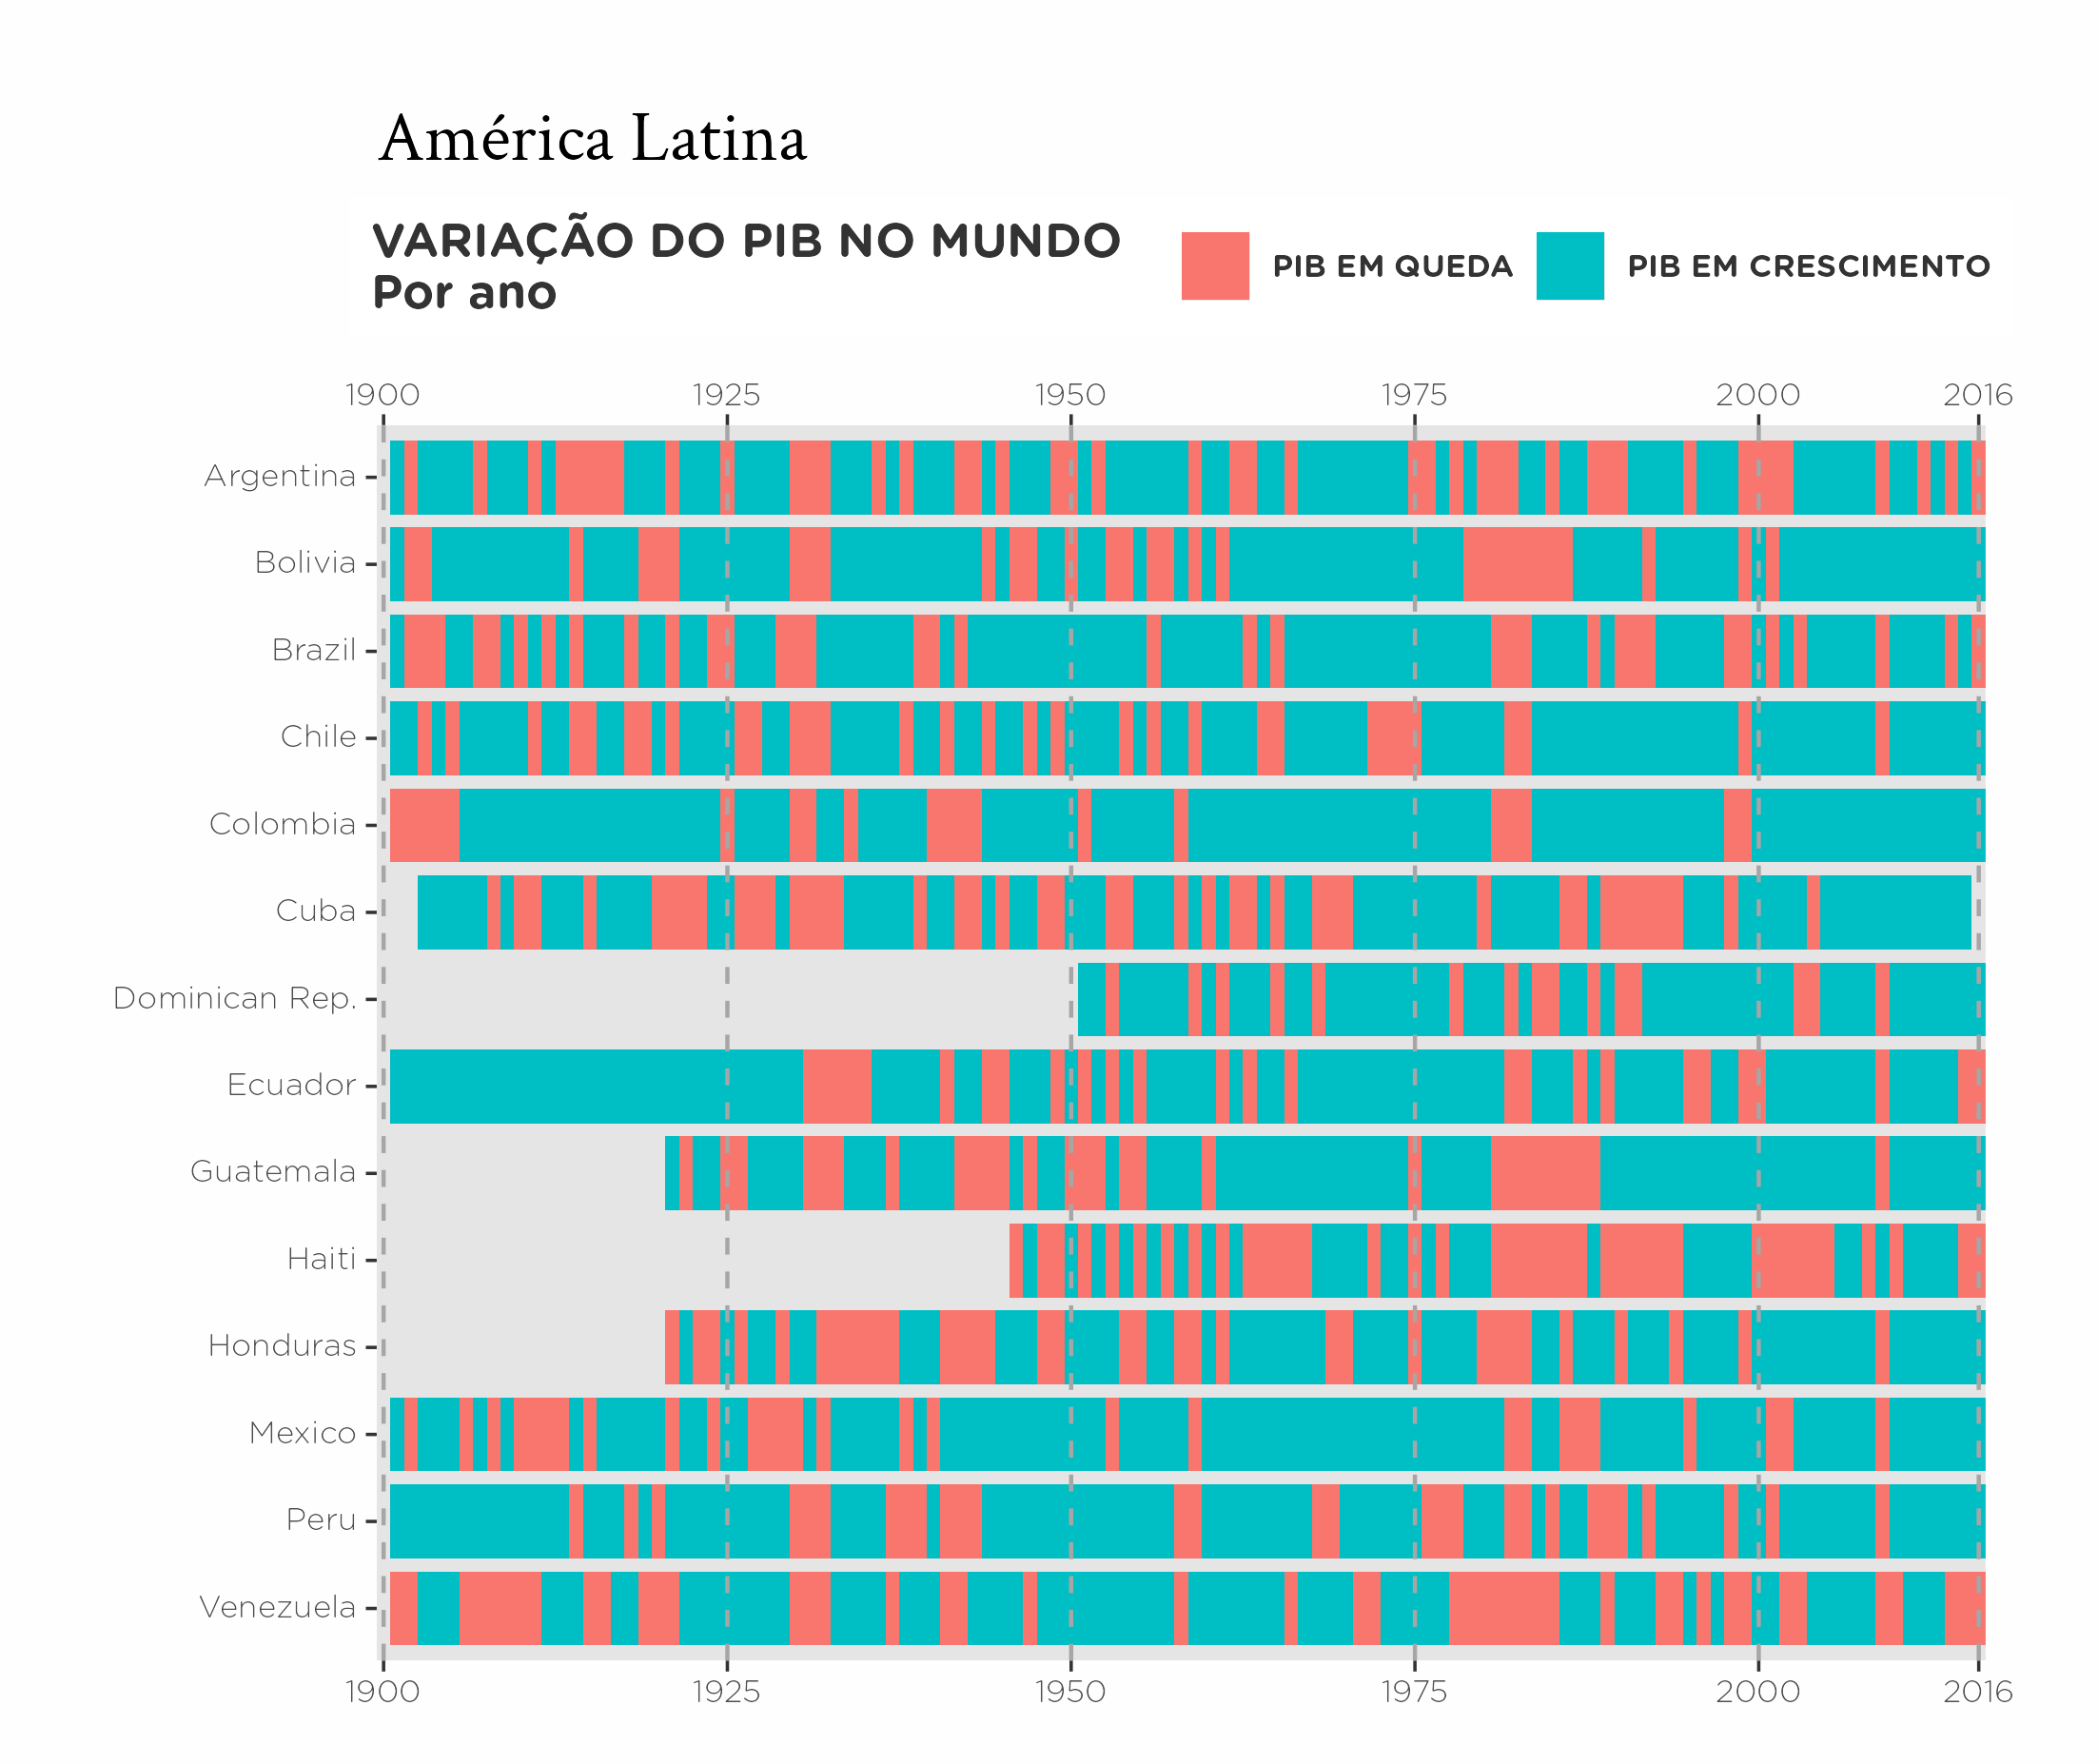 América Latina
VARIAÇÃO DO PIB NO MUNDO
Por ano
PIB EM QUEDA
PIB EM CRESCIMENTO
1900 1925 1950 1975 2000 2016
Argentina
Bolivia
Brazil
Chile
Colombia
Cuba
Dominican Rep.
Ecuador
Guatemala
Haiti
Honduras
Mexico
Peru
Venezuela
1900 1925 1950 1975 2000 2016